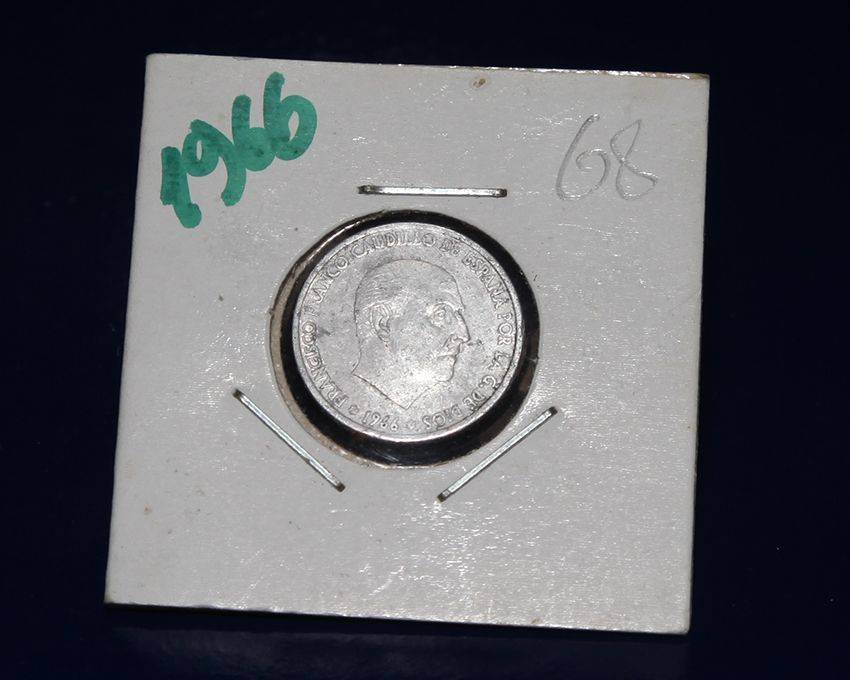 1966
68
FRANCISCO FRANCO CAUDILLO DE ESPAÑA POR LA G. DE DIOS
1966